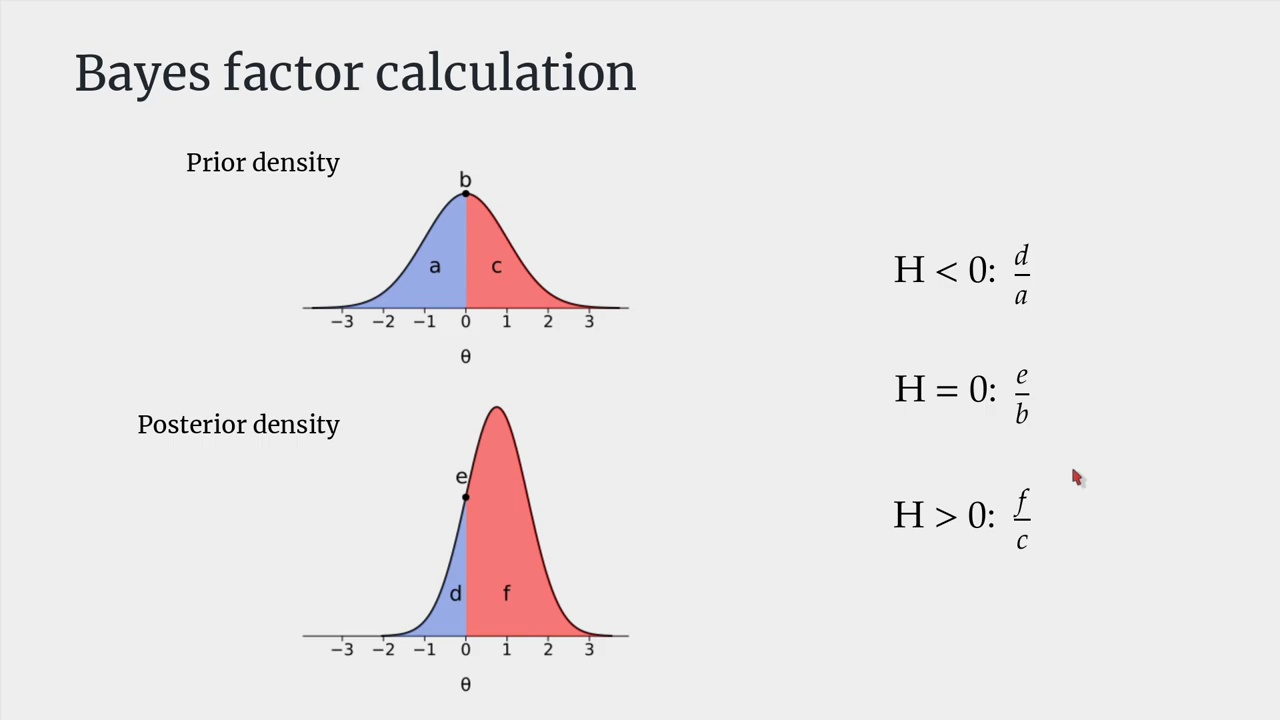 Bayes factor calculation
Prior density
b
a c
−3 −2 −1 0 1 2 3
θ
Posterior density
e
d f
−3 −2 −1 0 1 2 3
θ
H < 0: d/a
H = 0: e/b
H > 0: f/c